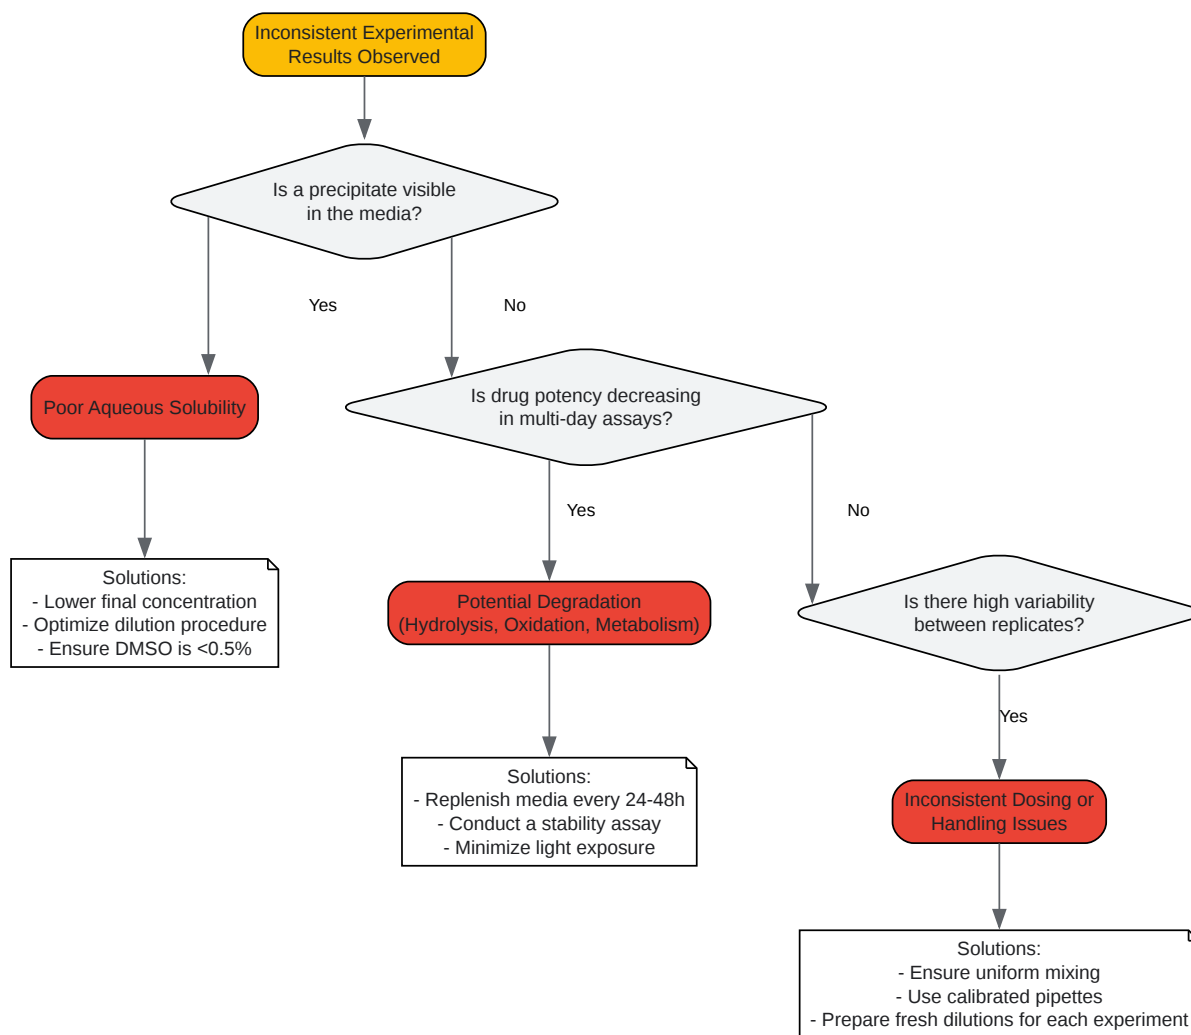 Inconsistent Experimental
Results Observed
Is a precipitate visible
in the media?
Yes
No
Poor Aqueous Solubility
Is drug potency decreasing
in multi-day assays?
Yes
No
Solutions:
- Lower final concentration
- Optimize dilution procedure
- Ensure DMSO is <0.5%
Potential Degradation
(Hydrolysis, Oxidation, Metabolism)
Is there high variability
between replicates?
Yes
Solutions:
- Replenish media every 24-48h
- Conduct a stability assay
- Minimize light exposure
Inconsistent Dosing or
Handling Issues
Solutions:
- Ensure uniform mixing
- Use calibrated pipettes
- Prepare fresh dilutions for each experiment